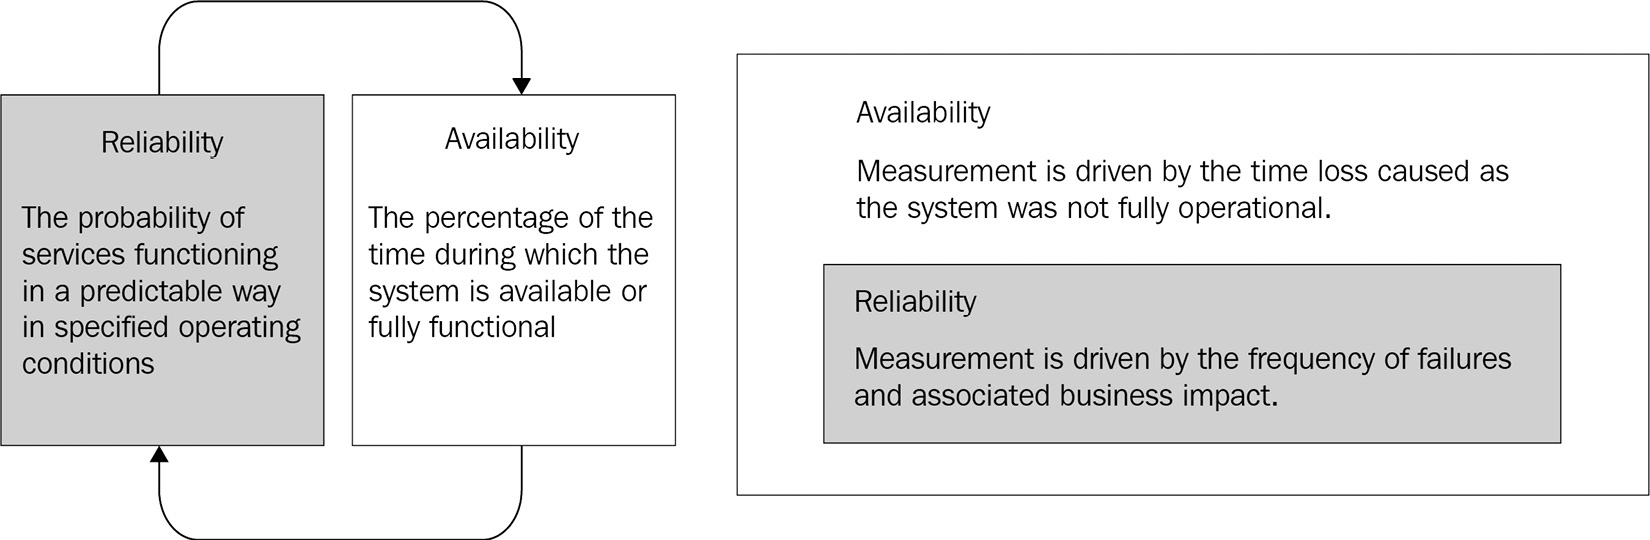 Reliability
The probability of
services functioning
in a predictable way
in specified operating
conditions
Availability
The percentage of the
time during which the
system is available or
fully functional
Availability
Measurement is driven by the time loss caused as
the system was not fully operational.
Reliability
Measurement is driven by the frequency of failures
and associated business impact.